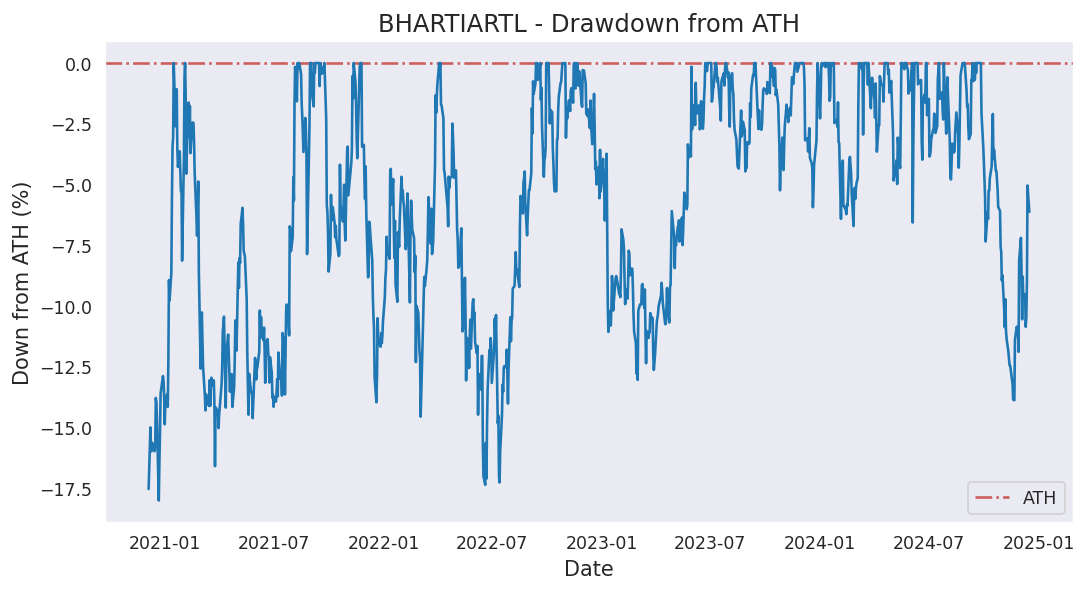 BHARTIARTL - Drawdown from ATH
Down from ATH (%)
0.0
−2.5
−5.0
−7.5
−10.0
−12.5
−15.0
−17.5
ATH
2021-01 2021-07 2022-01 2022-07 2023-01 2023-07 2024-01 2024-07 2025-01
Date